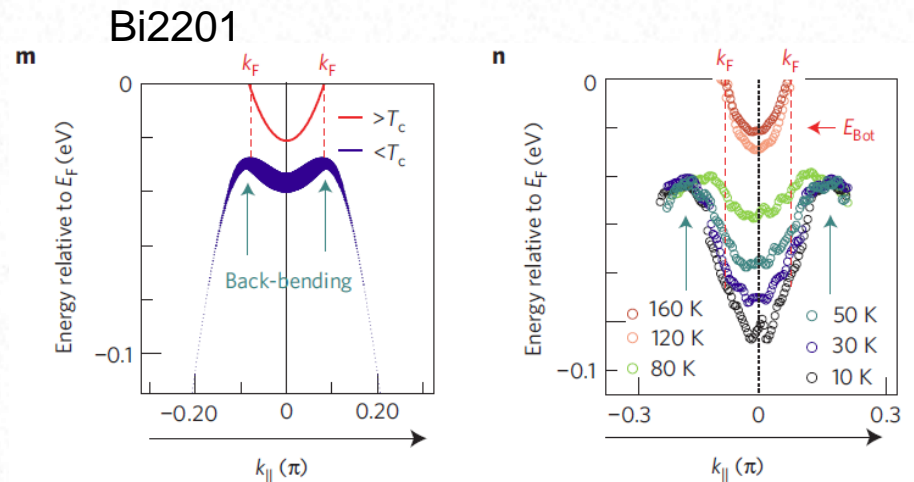 Bi2201
m
k_F k_F
0
>T_c
<T_c
Back-bending
−0.1
Energy relative to E_F (eV)
−0.20 0 0.20
k_|| (π)
n
k_F k_F
0
E_Bot
160 K
120 K
80 K
50 K
30 K
10 K
−0.1
Energy relative to E_F (eV)
−0.3 0 0.3
k_|| (π)